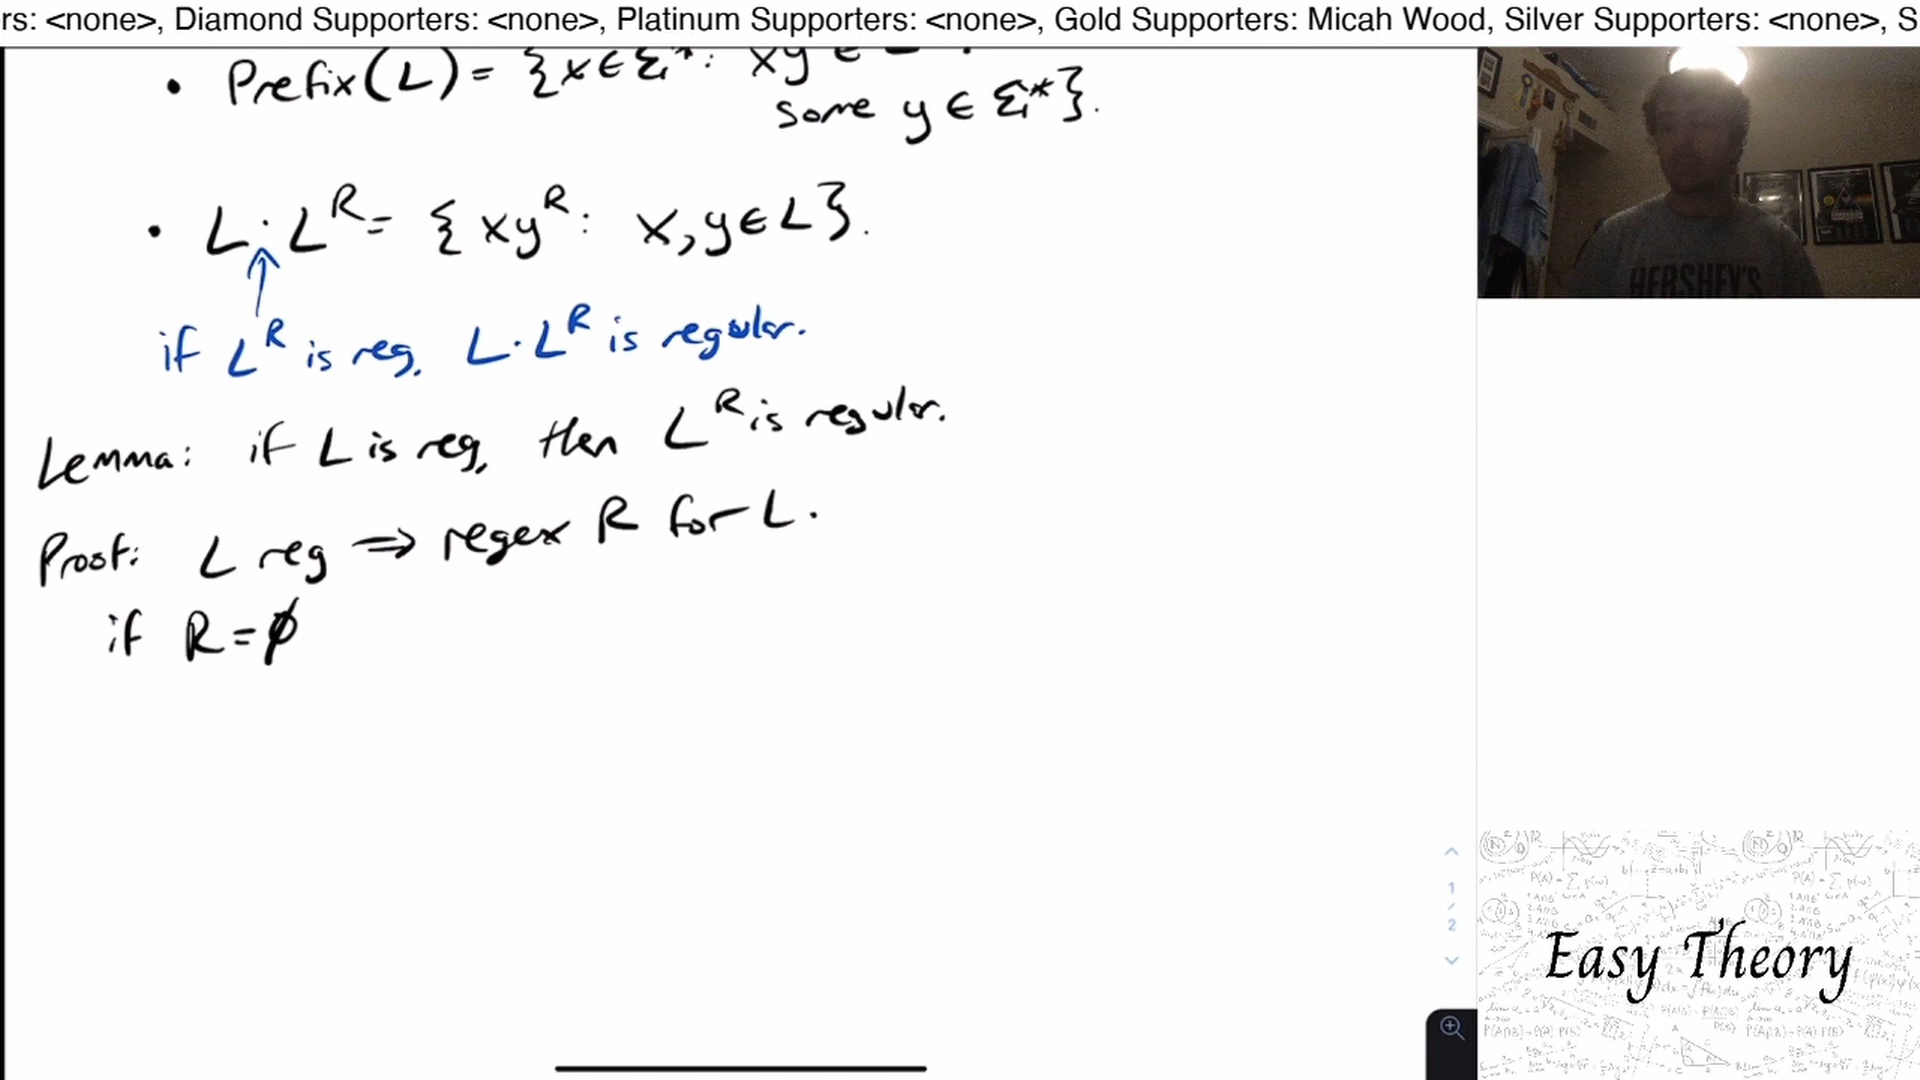 rs: <none>, Diamond Supporters: <none>, Platinum Supporters: <none>, Gold Supporters: Micah Wood, Silver Supporters: <none>, S
• Prefix(L) = {x ∈ Σ*: xy ∈
some y ∈ Σ*}.
• L·L^R = {xy^R: x,y ∈ L}.
if L^R is reg, L·L^R is regular.
Lemma: if L is reg, then L^R is regular.
Proof: L reg ⇒ regex R for L.
if R=∅
HERSHEY'S
1
2
Easy Theory